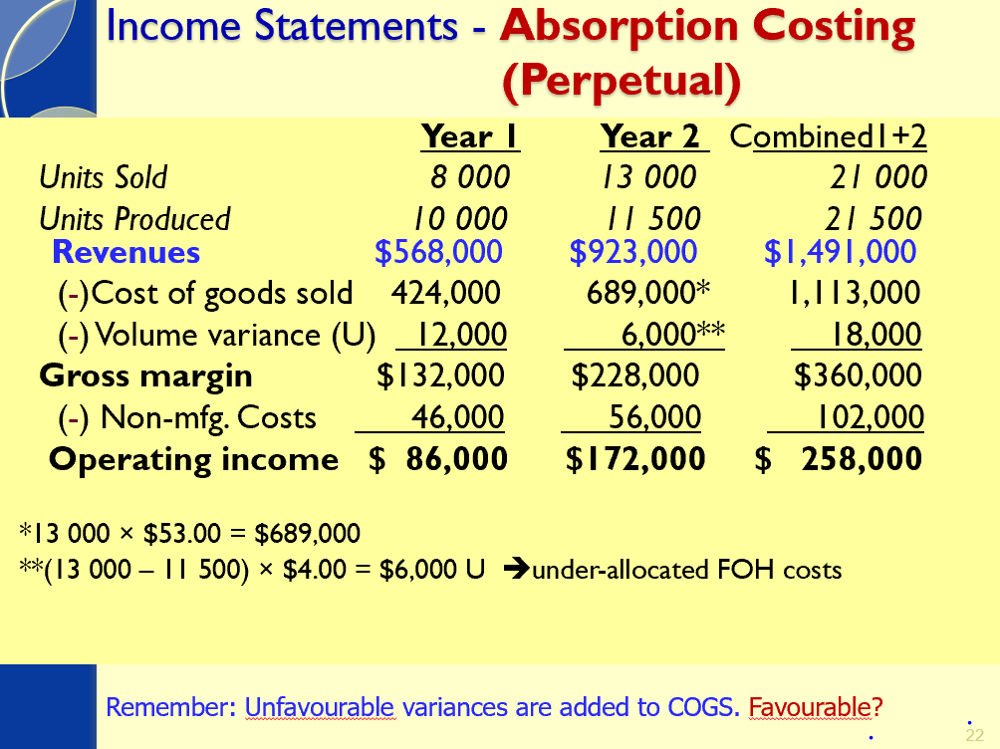 Income Statements - Absorption Costing
(Perpetual)
Year 1 Year 2 Combined1+2
Units Sold 8 000 13 000 21 000
Units Produced 10 000 11 500 21 500
Revenues $568,000 $923,000 $1,491,000
(-)Cost of goods sold 424,000 689,000* 1,113,000
(-) Volume variance (U) 12,000 6,000** 18,000
Gross margin $132,000 $228,000 $360,000
(-) Non-mfg. Costs 46,000 56,000 102,000
Operating income $ 86,000 $172,000 $ 258,000
*13 000 × $53.00 = $689,000
**(13 000 – 11 500) × $4.00 = $6,000 U ➔under-allocated FOH costs
Remember: Unfavourable variances are added to COGS. Favourable?
22